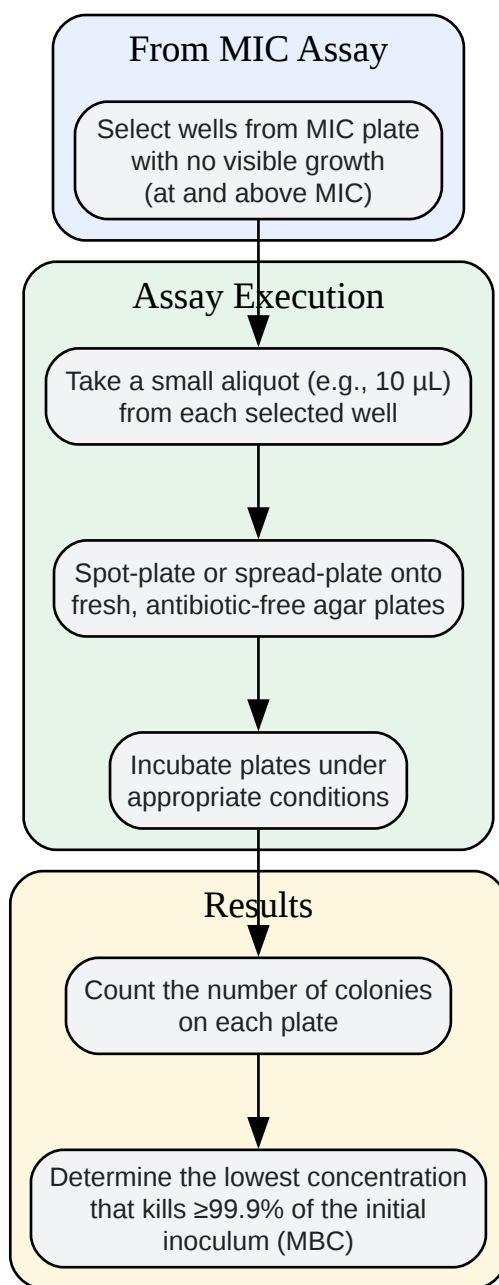 From MIC Assay
Select wells from MIC plate
with no visible growth
(at and above MIC)
Assay Execution
Take a small aliquot (e.g., 10 µL)
from each selected well
Spot-plate or spread-plate onto
fresh, antibiotic-free agar plates
Incubate plates under
appropriate conditions
Results
Count the number of colonies
on each plate
Determine the lowest concentration
that kills ≥99.9% of the initial
inoculum (MBC)